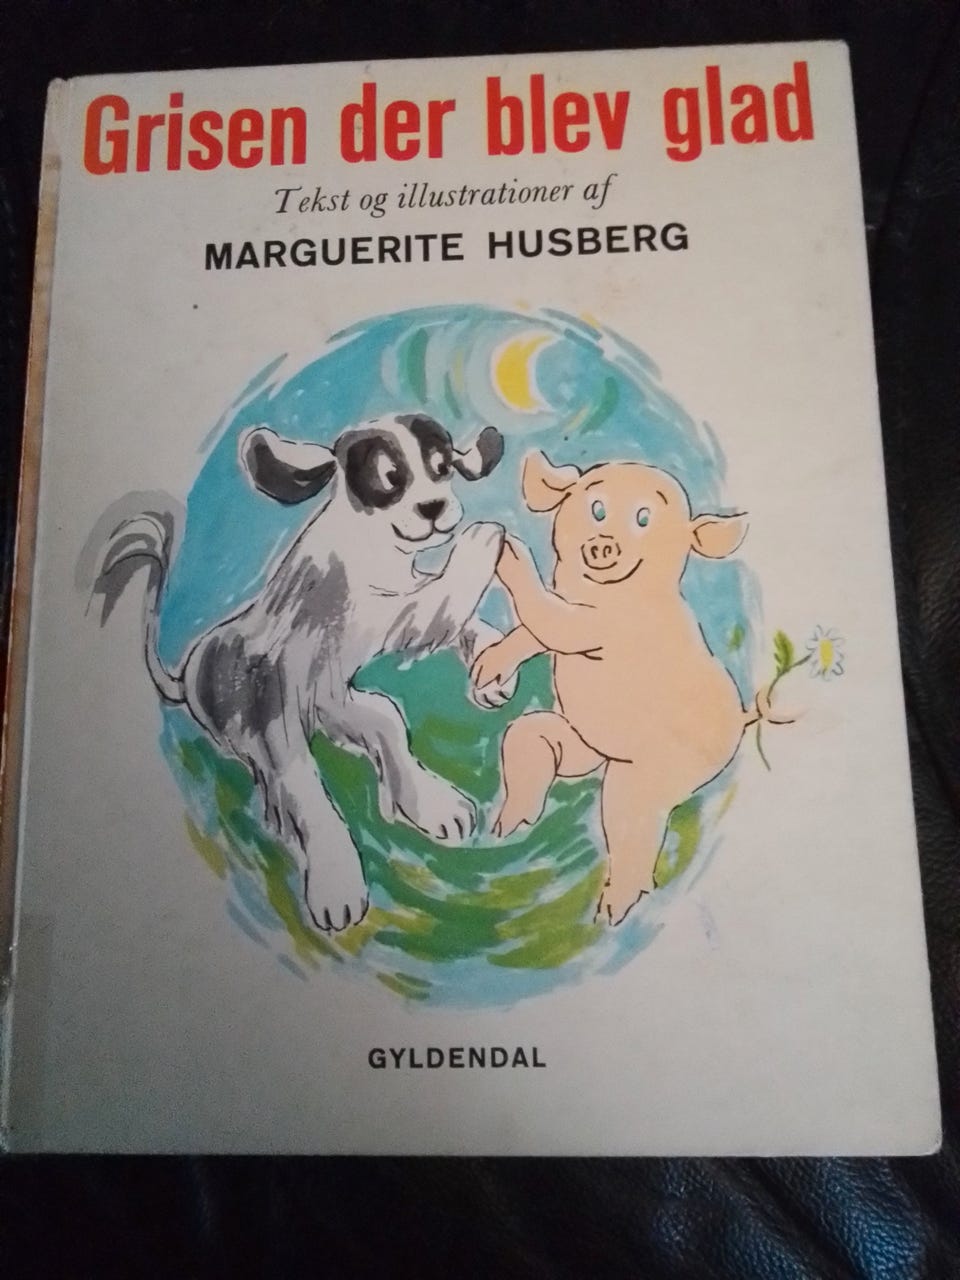 Grisen der blev glad
Tekst og illustrationer af
MARGUERITE HUSBERG
GYLDENDAL